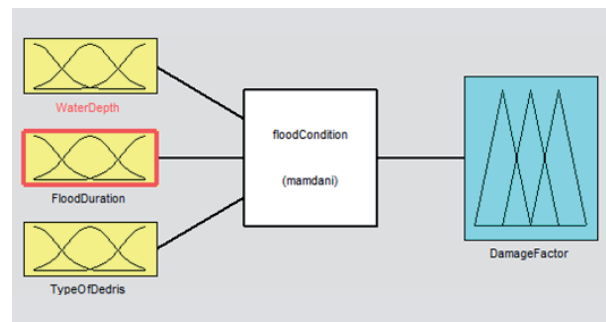 WaterDepth
floodCondition
(mamdani)
FloodDuration
DamageFactor
TypeOfDedris